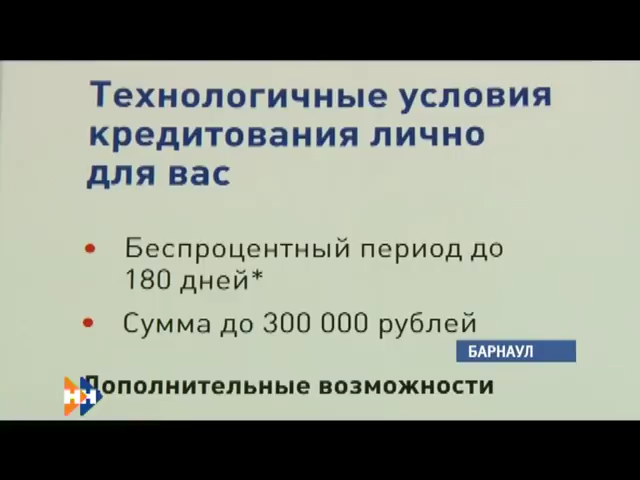 Технологичные условия
кредитования лично
для вас
• Беспроцентный период до
180 дней*
• Сумма до 300 000 рублей
БАРНАУЛ
Дополнительные возможности
НН